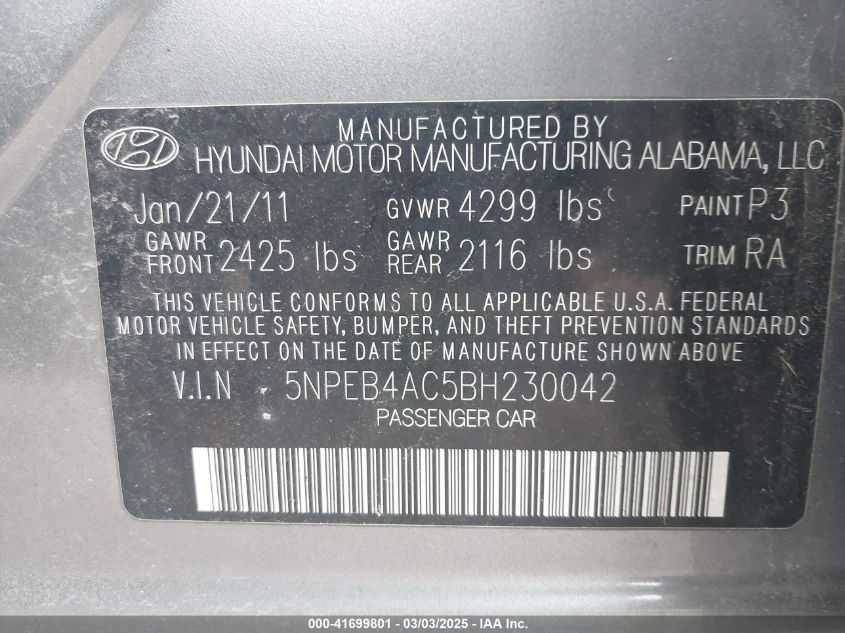 MANUFACTURED BY
HYUNDAI MOTOR MANUFACTURING ALABAMA, LLC
Jan/21/11 GVWR 4299 lbs PAINT P3
GAWR FRONT 2425 lbs GAWR REAR 2116 lbs TRIM RA
THIS VEHICLE CONFORMS TO ALL APPLICABLE U.S.A. FEDERAL
MOTOR VEHICLE SAFETY, BUMPER, AND THEFT PREVENTION STANDARDS
IN EFFECT ON THE DATE OF MANUFACTURE SHOWN ABOVE
V.I.N 5NPEB4AC5BH230042
PASSENGER CAR
000-41699801 - 03/03/2025 - IAA Inc.